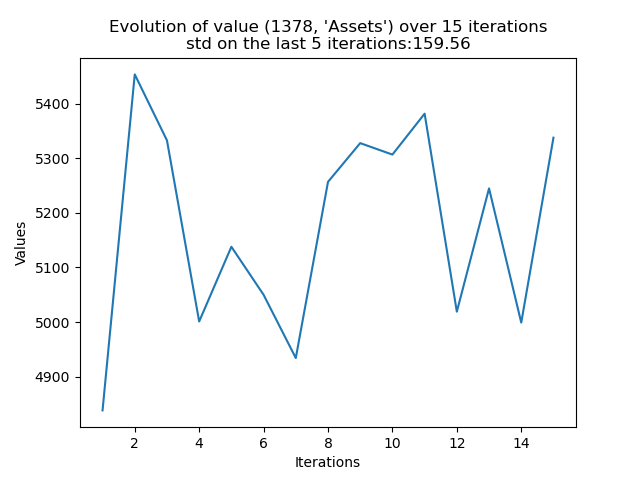 Evolution of value (1378, 'Assets') over 15 iterations
std on the last 5 iterations:159.56
5400
5300
5200
5100
5000
4900
Values
2 4 6 8 10 12 14
Iterations